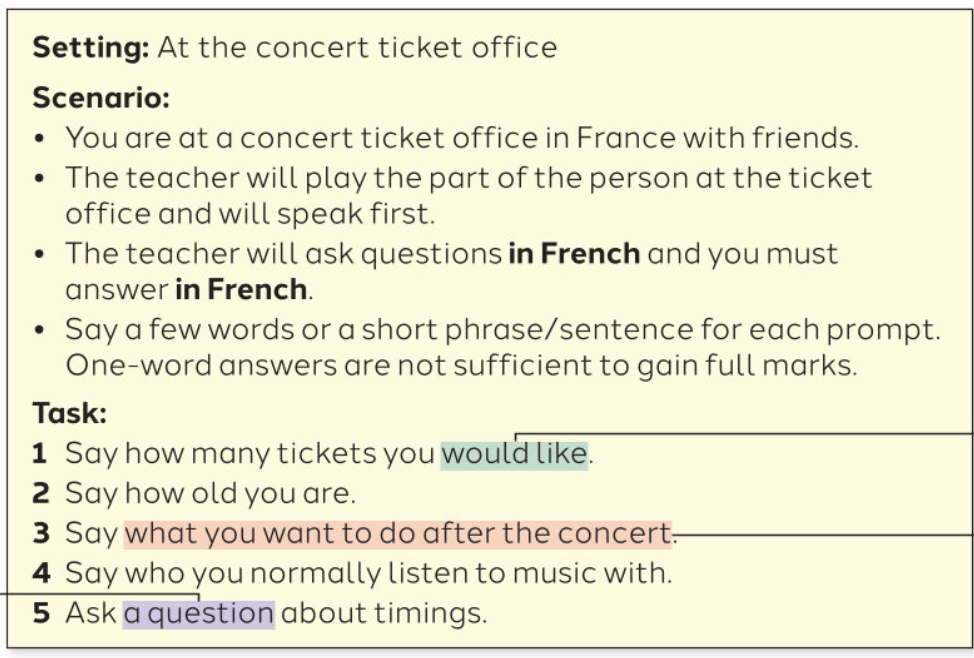 Setting: At the concert ticket office
Scenario:
• You are at a concert ticket office in France with friends.
• The teacher will play the part of the person at the ticket
office and will speak first.
• The teacher will ask questions in French and you must
answer in French.
• Say a few words or a short phrase/sentence for each prompt.
One-word answers are not sufficient to gain full marks.
Task:
1 Say how many tickets you would like.
2 Say how old you are.
3 Say what you want to do after the concert.
4 Say who you normally listen to music with.
5 Ask a question about timings.